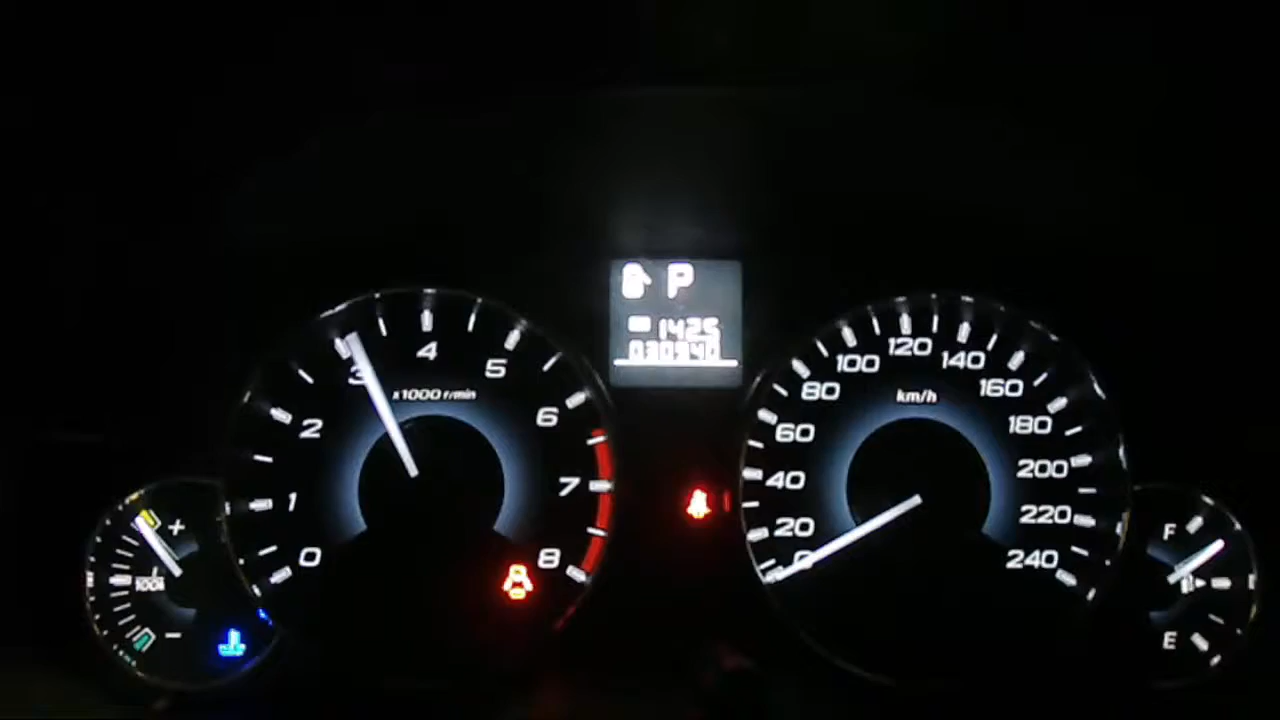 P
1425
030940
0 1 2 3 4 5 6 7 8
x1000 r/min
0 20 40 60 80 100 120 140 160 180 200 220 240
km/h
+
-
F
E